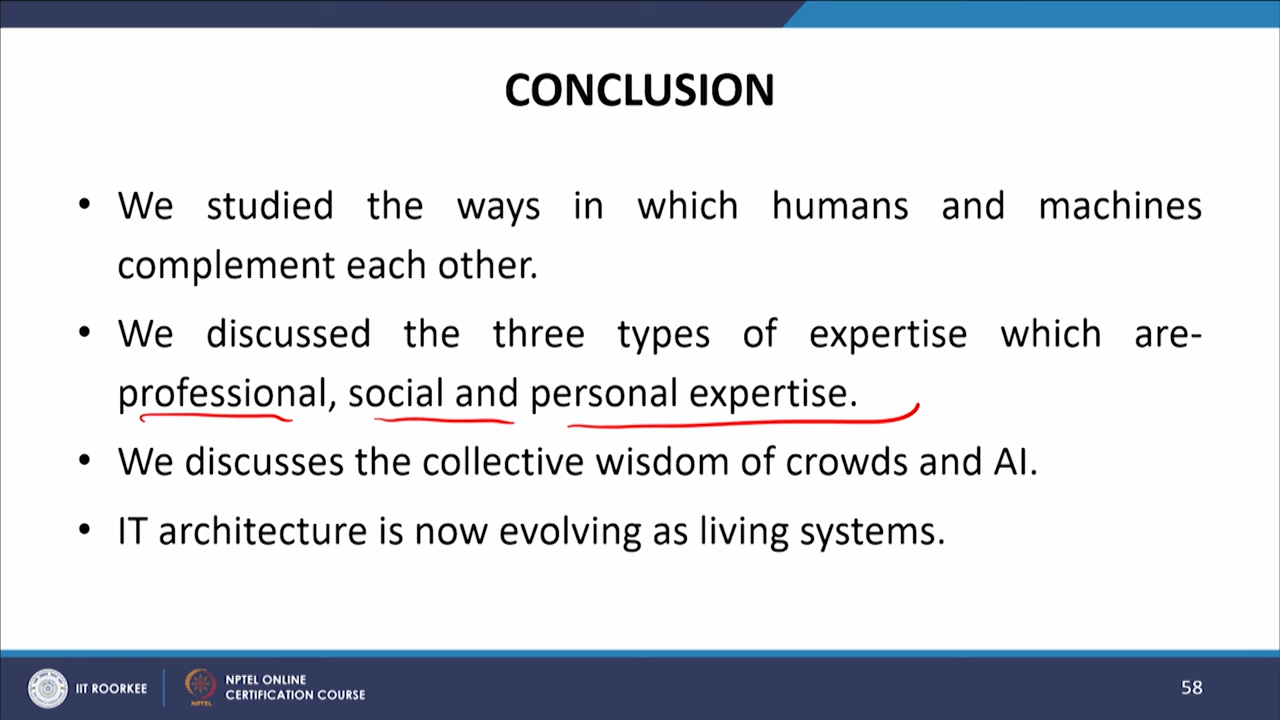 CONCLUSION
• We studied the ways in which humans and machines
complement each other.
• We discussed the three types of expertise which are-
professional, social and personal expertise.
• We discusses the collective wisdom of crowds and AI.
• IT architecture is now evolving as living systems.
IIT ROORKEE
NPTEL
NPTEL ONLINE
CERTIFICATION COURSE
58